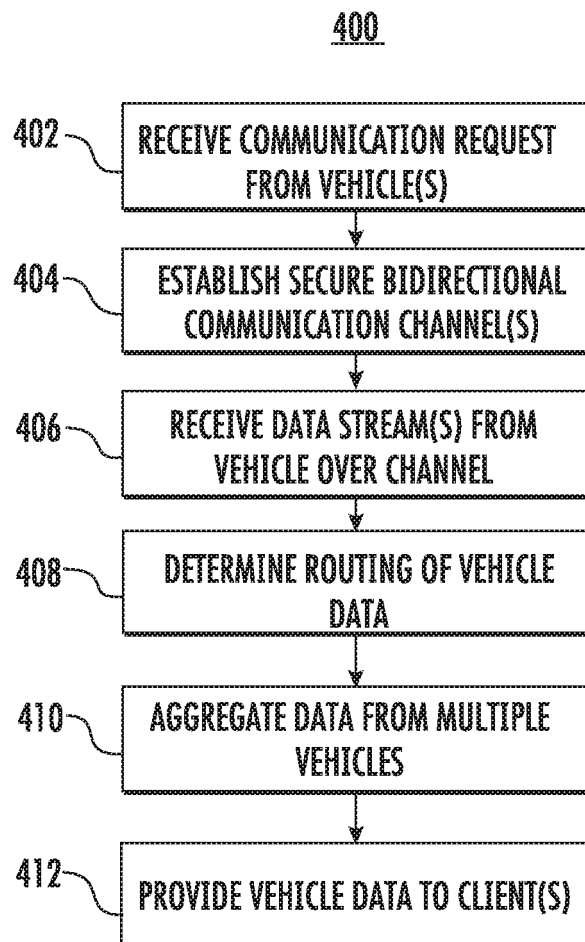 400
402
RECEIVE COMMUNICATION REQUEST
FROM VEHICLE(S)
404
ESTABLISH SECURE BIDIRECTIONAL
COMMUNICATION CHANNEL(S)
406
RECEIVE DATA STREAM(S) FROM
VEHICLE OVER CHANNEL
408
DETERMINE ROUTING OF VEHICLE
DATA
410
AGGREGATE DATA FROM MULTIPLE
VEHICLES
412
PROVIDE VEHICLE DATA TO CLIENT(S)